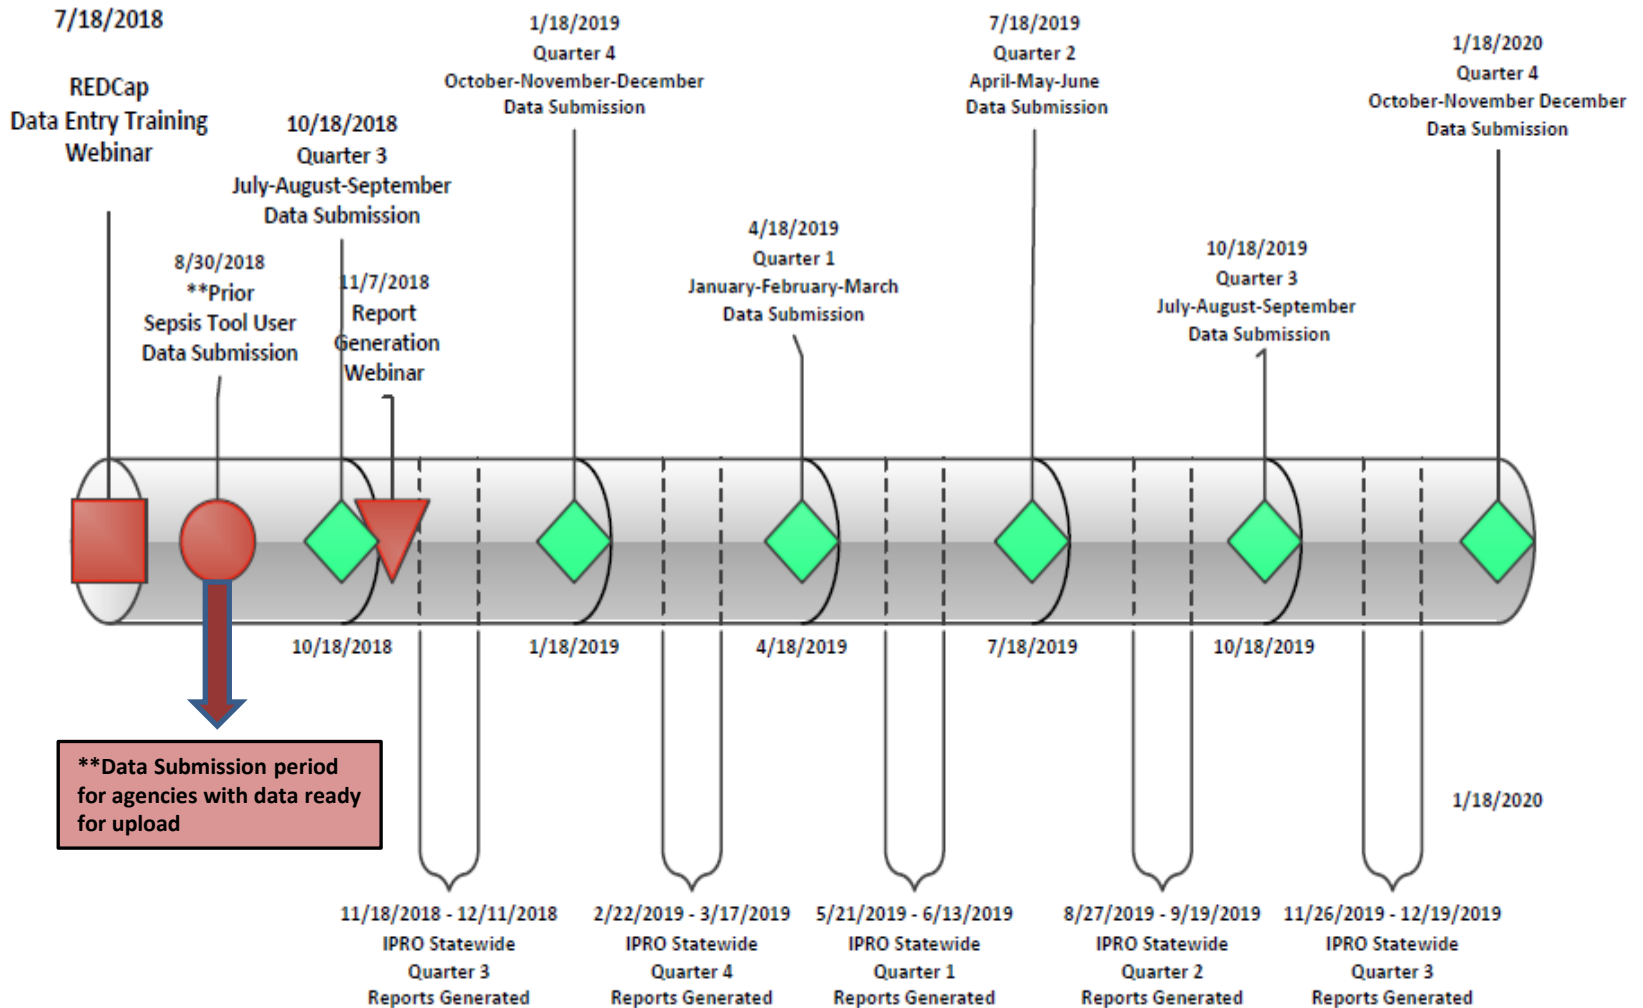 7/18/2018
REDCap
Data Entry Training
Webinar
8/30/2018
**Prior
Sepsis Tool User
Data Submission
10/18/2018
Quarter 3
July-August-September
Data Submission
11/7/2018
Report
Generation
Webinar
1/18/2019
Quarter 4
October-November-December
Data Submission
4/18/2019
Quarter 1
January-February-March
Data Submission
7/18/2019
Quarter 2
April-May-June
Data Submission
10/18/2019
Quarter 3
July-August-September
Data Submission
1/18/2020
Quarter 4
October-November December
Data Submission
10/18/2018
1/18/2019
4/18/2019
7/18/2019
10/18/2019
1/18/2020
**Data Submission period
for agencies with data ready
for upload
11/18/2018 - 12/11/2018
IPRO Statewide
Quarter 3
Reports Generated
2/22/2019 - 3/17/2019
IPRO Statewide
Quarter 4
Reports Generated
5/21/2019 - 6/13/2019
IPRO Statewide
Quarter 1
Reports Generated
8/27/2019 - 9/19/2019
IPRO Statewide
Quarter 2
Reports Generated
11/26/2019 - 12/19/2019
IPRO Statewide
Quarter 3
Reports Generated